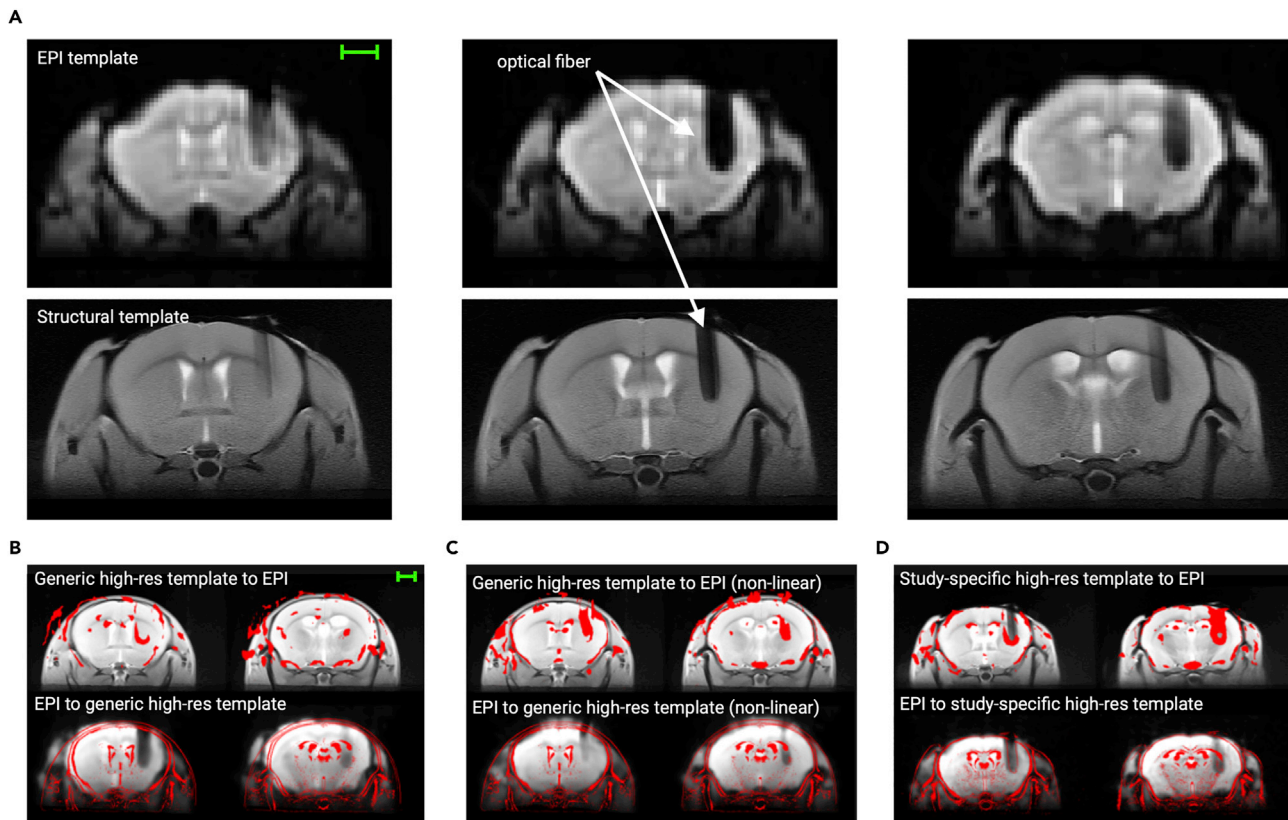 A
EPI template
optical fiber
Structural template
B
Generic high-res template to EPI
EPI to generic high-res template
C
Generic high-res template to EPI (non-linear)
EPI to generic high-res template (non-linear)
D
Study-specific high-res template to EPI
EPI to study-specific high-res template